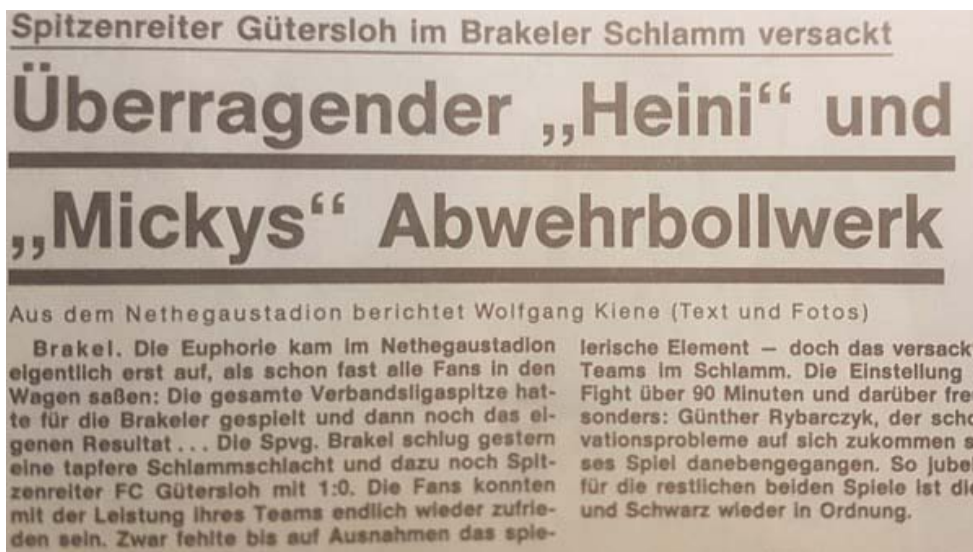 Spitzenreiter Gütersloh im Brakeler Schlamm versackt
Überragender „Heini“ und
„Mickys“ Abwehrbollwerk
Aus dem Nethegaustadion berichtet Wolfgang Kiene (Text und Fotos)
Brakel. Die Euphorie kam im Nethegaustadion
eigentlich erst auf, als schon fast alle Fans in den
Wagen saßen: Die gesamte Verbandsligaspitze hat-
te für die Brakeler gespielt und dann noch das ei-
genen Resultat . . . Die Spvg. Brakel schlug gestern
eine tapfere Schlammschlacht und dazu noch Spit-
zenreiter FC Gütersloh mit 1:0. Die Fans konnten
mit der Leistung ihres Teams endlich wieder zufrie-
den sein. Zwar fehlte bis auf Ausnahmen das spie-
lerische Element — doch das versack
Teams im Schlamm. Die Einstellung
Fight über 90 Minuten und darüber fre
sonders: Günther Rybarczyk, der scho
vationsprobleme auf sich zukommen s
ses Spiel danebengegangen. So jube
für die restlichen beiden Spiele ist die
und Schwarz wieder in Ordnung.